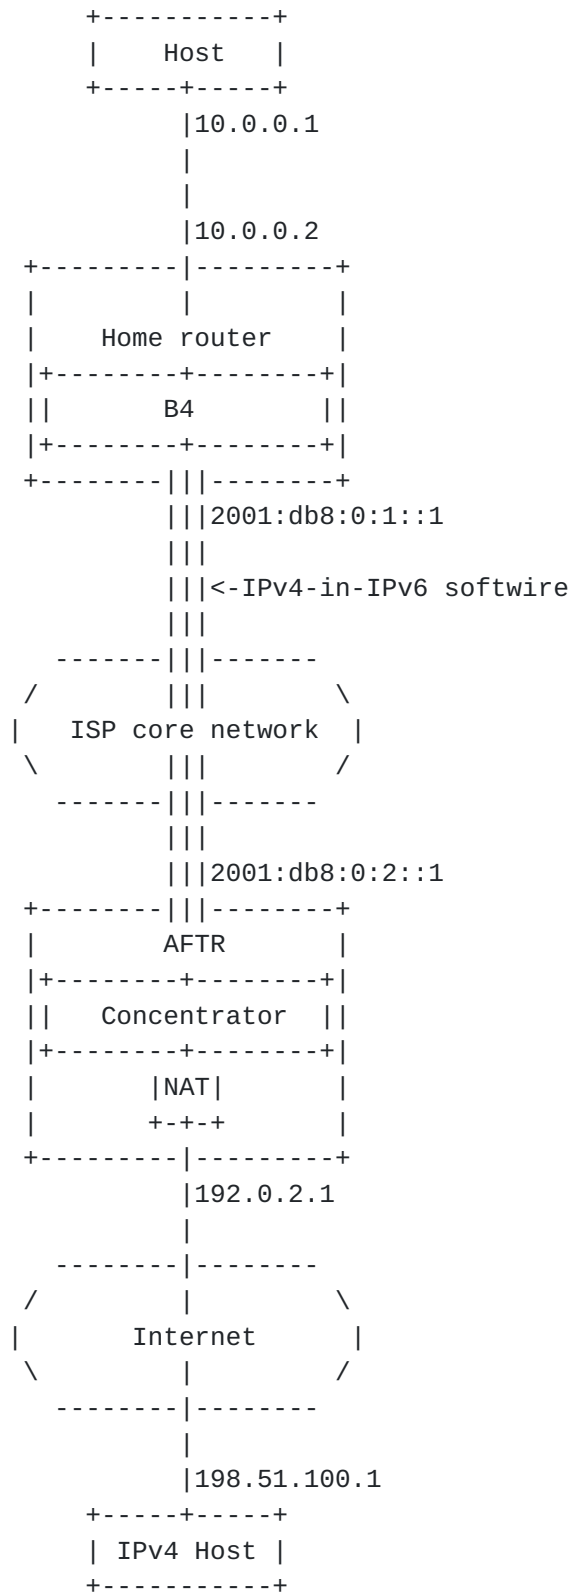 Host
10.0.0.1
10.0.0.2
Home router
B4
2001:db8:0:1::1
<-IPv4-in-IPv6 softwire
ISP core network
2001:db8:0:2::1
AFTR
Concentrator
NAT
192.0.2.1
Internet
198.51.100.1
IPv4 Host